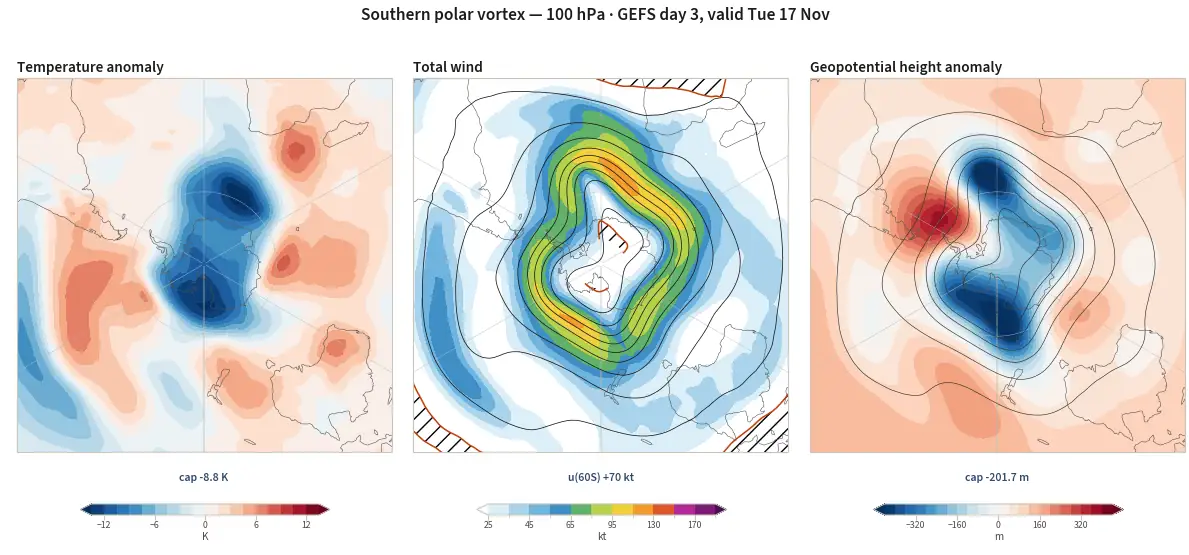 Southern polar vortex — 100 hPa · GEFS day 3, valid Tue 17 Nov
Temperature anomaly
Total wind
Geopotential height anomaly
cap -8.8 K
u(60S) +70 kt
cap -201.7 m
−12 −6 0 6 12
K
25 45 65 95 130 170
kt
−320 −160 0 160 320
m